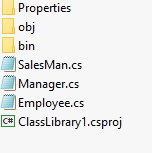 Properties
obj
bin
SalesMan.cs
Manager.cs
Employee.cs
C# ClassLibrary1.csproj